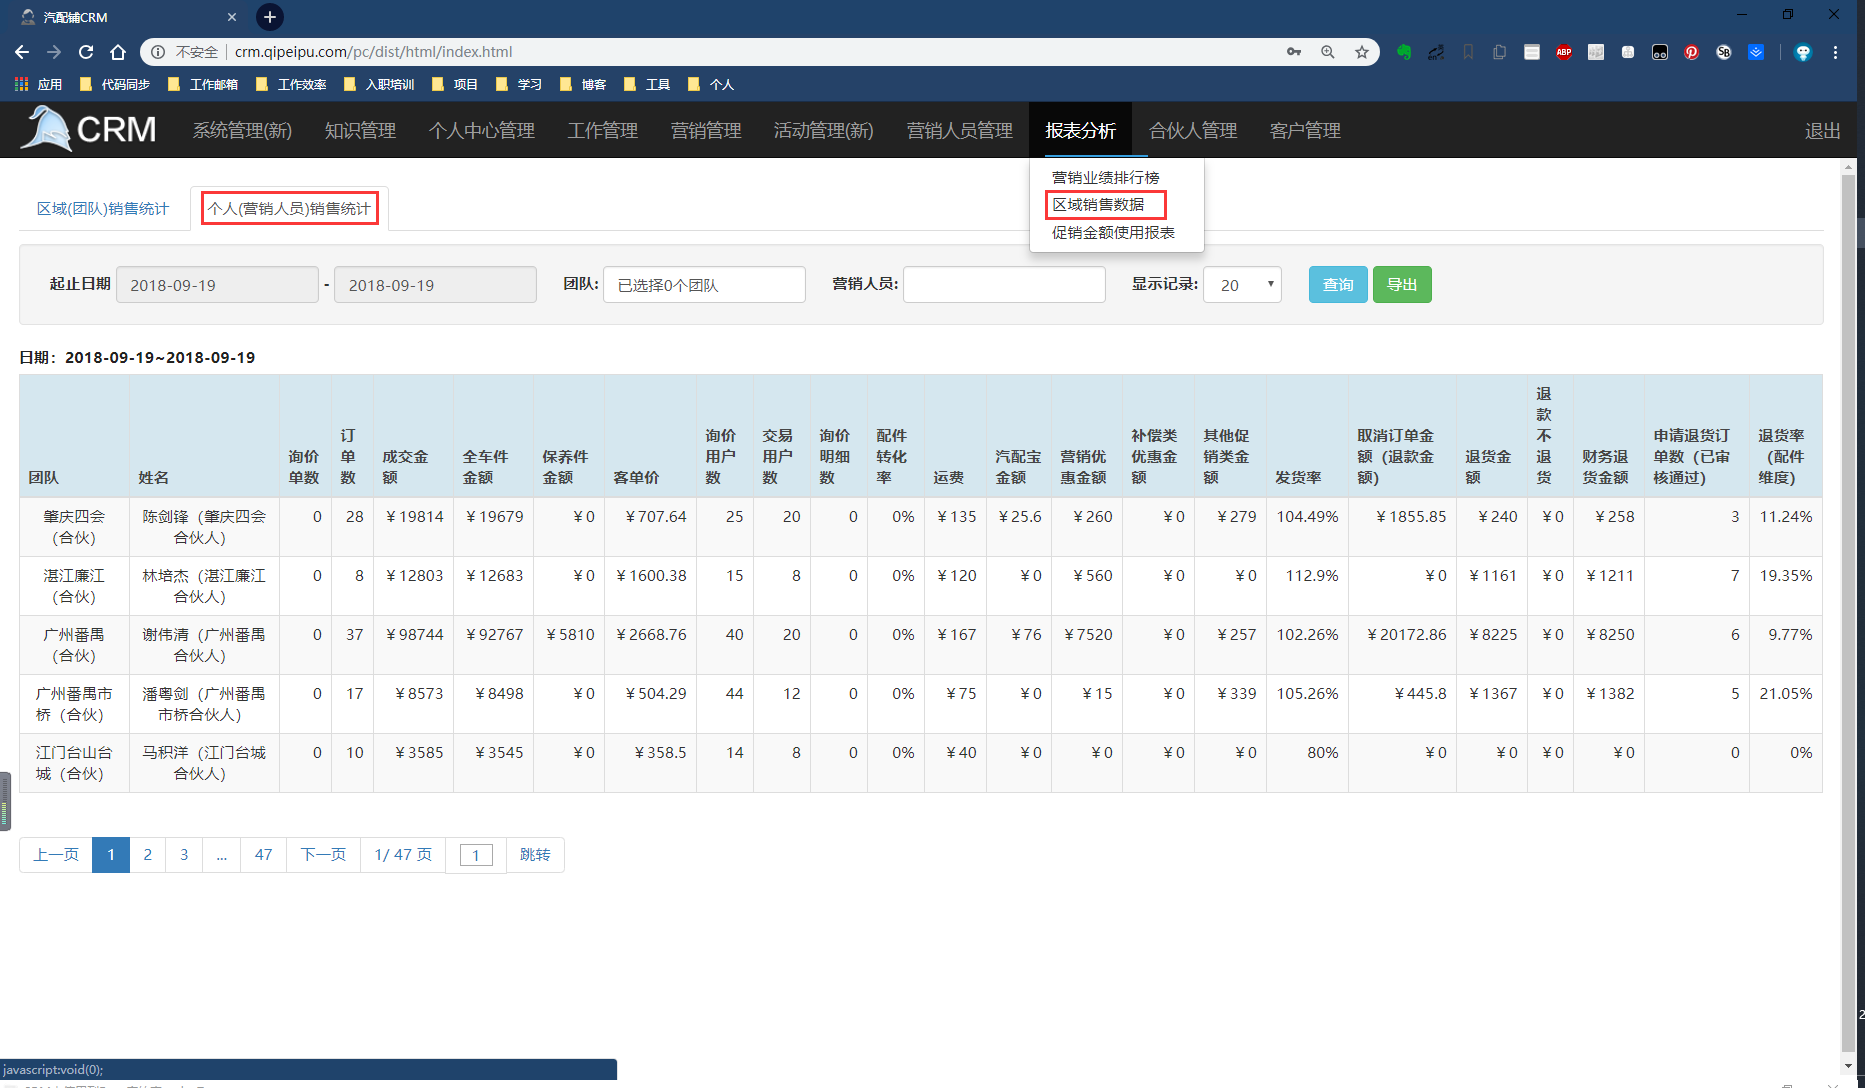 汽配铺CRM
不安全 crm.qipeipu.com/pc/dist/html/index.html
应用 代码同步 工作邮箱 工作效率 入职培训 项目 学习 博客 工具 个人
CRM 系统管理(新) 知识管理 个人中心管理 工作管理 营销管理 活动管理(新) 营销人员管理 报表分析 合伙人管理 客户管理 退出
营销业绩排行榜
区域销售数据
促销金额使用报表
区域(团队)销售统计 个人(营销人员)销售统计
起止日期 2018-09-19 - 2018-09-19 团队: 已选择0个团队 营销人员: 显示记录: 20 查询 导出
日期：2018-09-19~2018-09-19
团队 姓名 询价单数 订单数 成交金额 全车件金额 保养件金额 客单价 询价用户数 交易用户数 询价明细数 配件转化率 运费 汽配宝金额 营销优惠金额 补偿类优惠金额 其他促销类金额 发货率 取消订单金额（退款金额） 退货金额 退款不退货 财务退货金额 申请退货订单数（已审核通过） 退货率（配件维度）
肇庆四会（合伙） 陈剑锋（肇庆四会合伙人） 0 28 ￥19814 ￥19679 ￥0 ￥707.64 25 20 0 0% ￥135 ￥25.6 ￥260 ￥0 ￥279 104.49% ￥1855.85 ￥240 ￥0 ￥258 3 11.24%
湛江廉江（合伙） 林培杰（湛江廉江合伙人） 0 8 ￥12803 ￥12683 ￥0 ￥1600.38 15 8 0 0% ￥120 ￥0 ￥560 ￥0 ￥0 112.9% ￥0 ￥1161 ￥0 ￥1211 7 19.35%
广州番禺（合伙） 谢伟清（广州番禺合伙人） 0 37 ￥98744 ￥92767 ￥5810 ￥2668.76 40 20 0 0% ￥167 ￥76 ￥7520 ￥0 ￥257 102.26% ￥20172.86 ￥8225 ￥0 ￥8250 6 9.77%
广州番禺市桥（合伙） 潘粤剑（广州番禺市桥合伙人） 0 17 ￥8573 ￥8498 ￥0 ￥504.29 44 12 0 0% ￥75 ￥0 ￥15 ￥0 ￥339 105.26% ￥445.8 ￥1367 ￥0 ￥1382 5 21.05%
江门台山台城（合伙） 马积洋（江门台城合伙人） 0 10 ￥3585 ￥3545 ￥0 ￥358.5 14 8 0 0% ￥40 ￥0 ￥0 ￥0 ￥0 80% ￥0 ￥0 ￥0 ￥0 0 0%
上一页 1 2 3 ... 47 下一页 1/ 47 页 1 跳转
javascript:void(0);